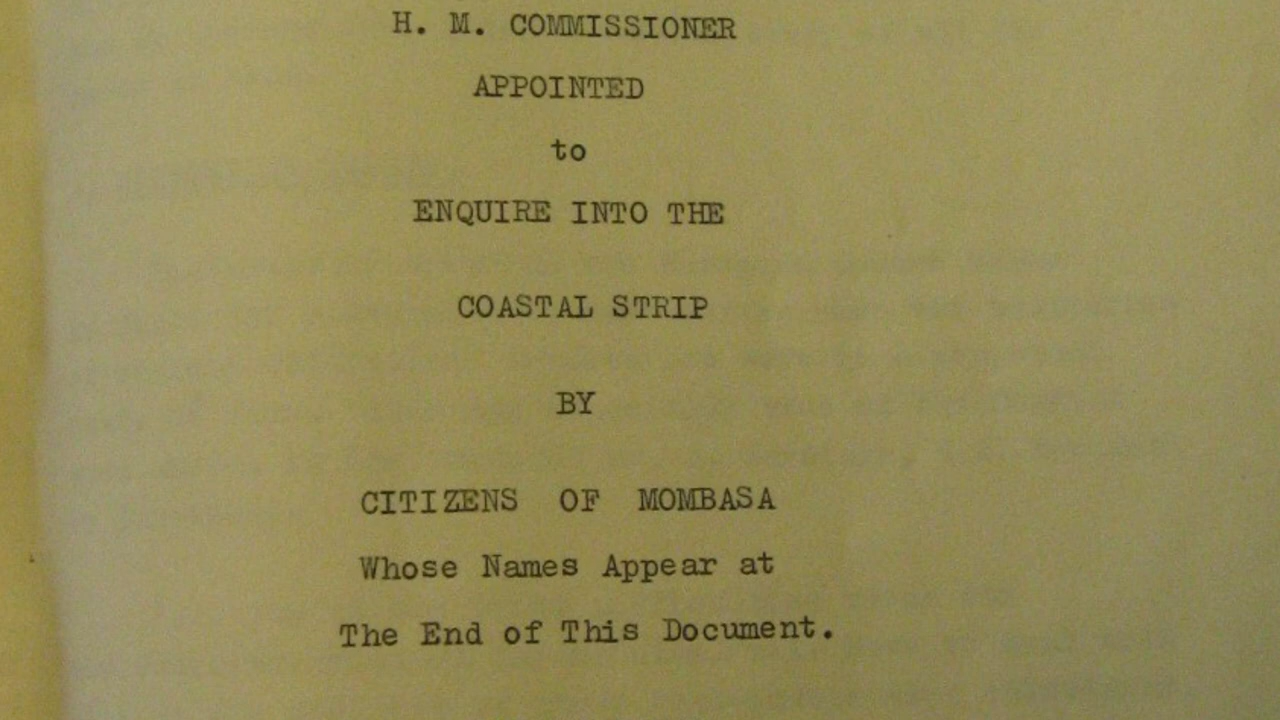 H. M. COMMISSIONER
APPOINTED
to
ENQUIRE INTO THE
COASTAL STRIP
BY
CITIZENS OF MOMBASA
Whose Names Appear at
The End of This Document.